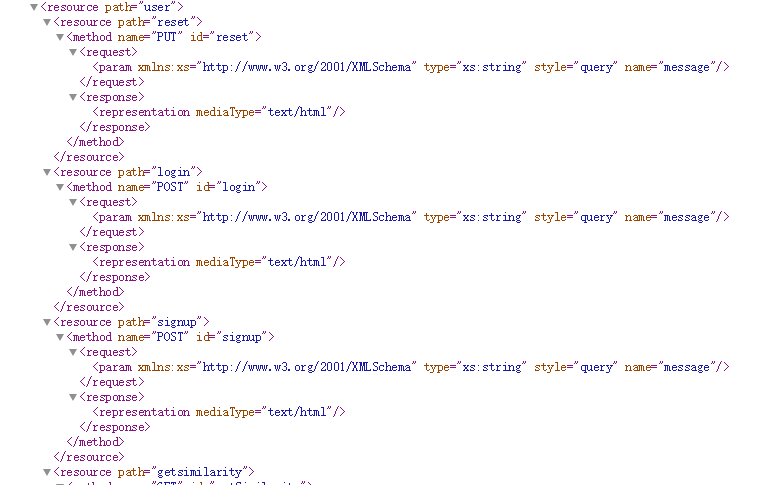 ▼<resource path="user">
▼<resource path="reset">
▼<method name="PUT" id="reset">
▼<request>
<param xmlns:xs="http://www.w3.org/2001/XMLSchema" type="xs:string" style="query" name="message"/>
</request>
▼<response>
<representation mediaType="text/html"/>
</response>
</method>
</resource>
▼<resource path="login">
▼<method name="POST" id="login">
▼<request>
<param xmlns:xs="http://www.w3.org/2001/XMLSchema" type="xs:string" style="query" name="message"/>
</request>
▼<response>
<representation mediaType="text/html"/>
</response>
</method>
</resource>
▼<resource path="signup">
▼<method name="POST" id="signup">
▼<request>
<param xmlns:xs="http://www.w3.org/2001/XMLSchema" type="xs:string" style="query" name="message"/>
</request>
▼<response>
<representation mediaType="text/html"/>
</response>
</method>
</resource>
▼<resource path="getsimilarity">